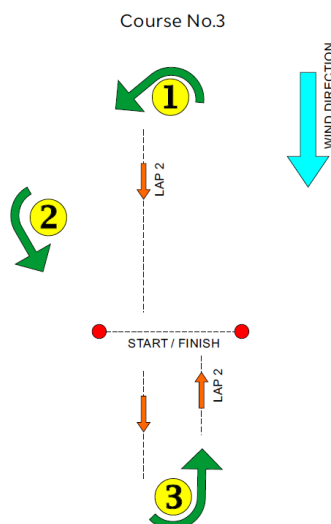 Course No.3
1
WIND DIRECTION
LAP 2
2
START / FINISH
LAP 2
3